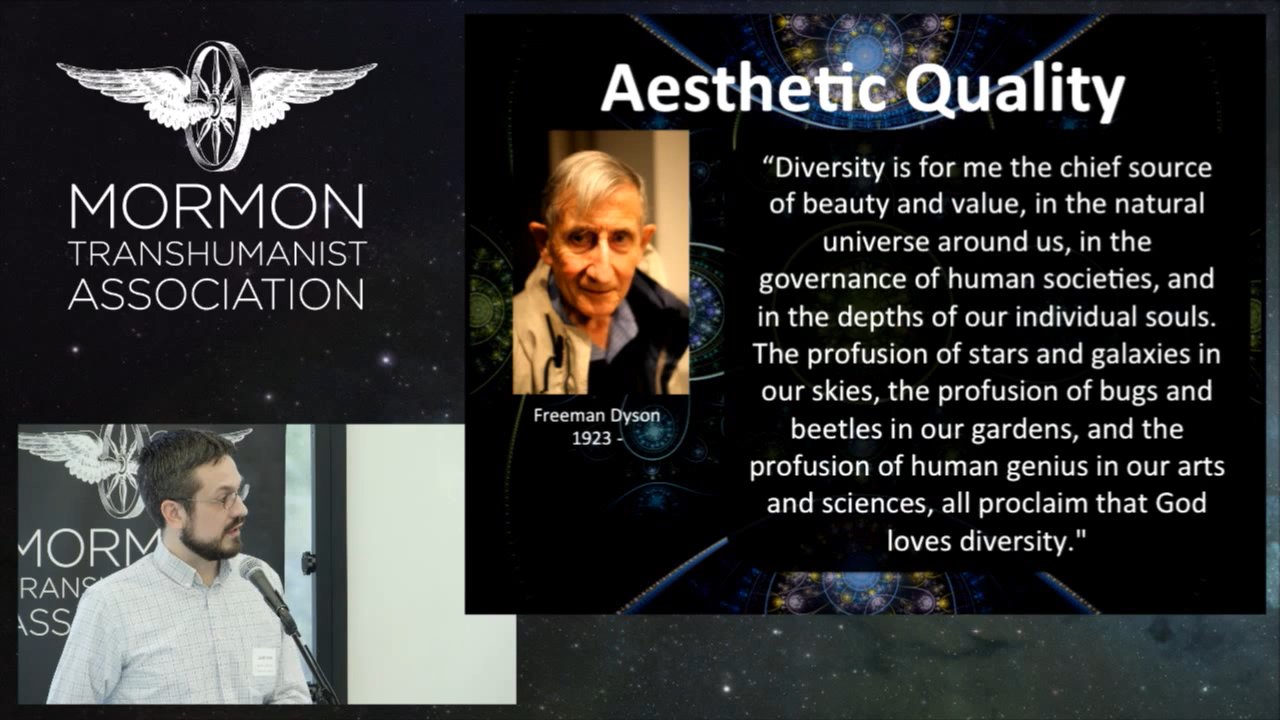 MORMON
TRANSHUMANIST
ASSOCIATION
Aesthetic Quality
“Diversity is for me the chief source
of beauty and value, in the natural
universe around us, in the
governance of human societies, and
in the depths of our individual souls.
The profusion of stars and galaxies in
our skies, the profusion of bugs and
beetles in our gardens, and the
profusion of human genius in our arts
and sciences, all proclaim that God
loves diversity."
Freeman Dyson
1923 -
MORM
RANS
ASS